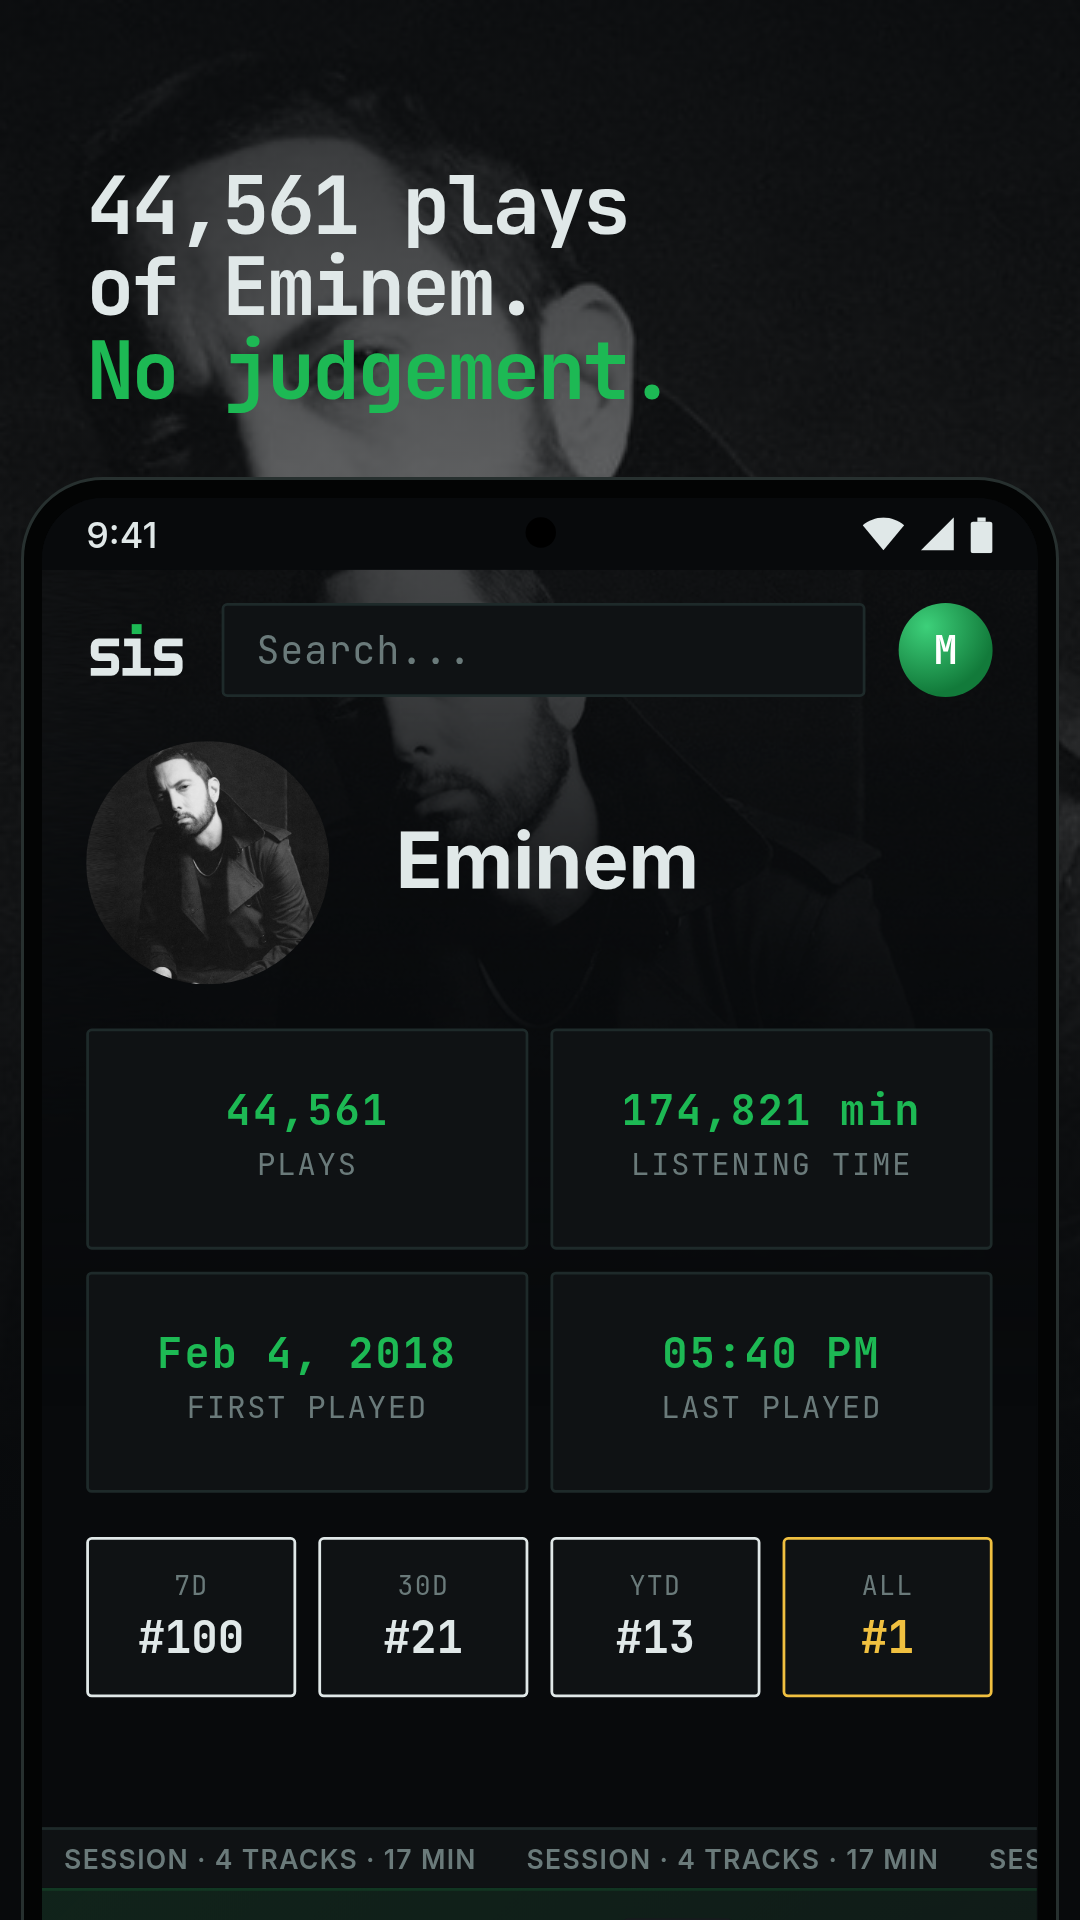 44,561 plays
of Eminem.
No judgement.
9:41
sis
Search...
M
Eminem
44,561
PLAYS
174,821 min
LISTENING TIME
Feb 4, 2018
FIRST PLAYED
05:40 PM
LAST PLAYED
7D
#100
30D
#21
YTD
#13
ALL
#1
SESSION · 4 TRACKS · 17 MIN SESSION · 4 TRACKS · 17 MIN SES